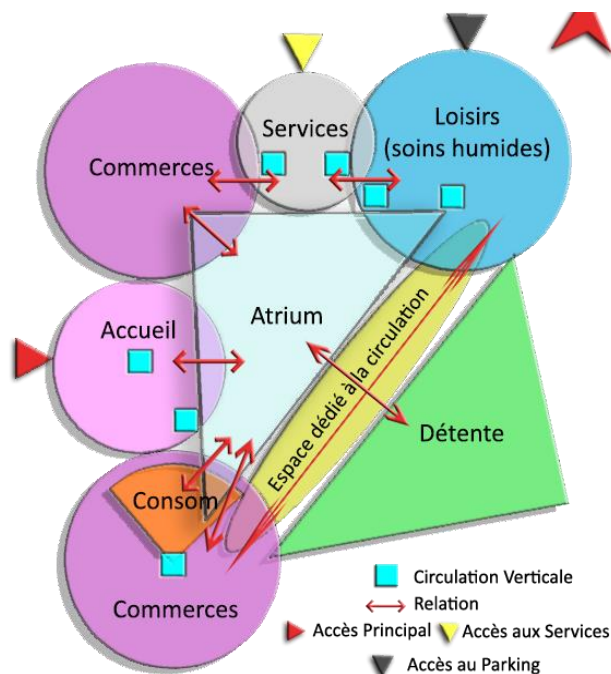 Services
Loisirs
(soins humides)
Commerces
Accueil
Atrium
Espace dédié à la circulation
Détente
Consom
Commerces
Circulation Verticale
Relation
Accès Principal
Accès aux Services
Accès au Parking